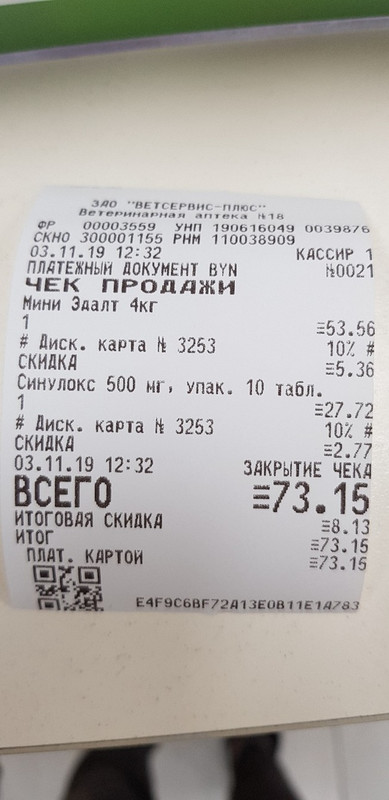 ЗАО "ВЕТСЕРВИС-ПЛЮС"
Ветеринарная аптека №18
ФР 00003559 УНП 190616049 0039876
СКНО 300001155 РНМ 110038909
03.11.19 12:32 КАССИР 1
ПЛАТЕЖНЫЙ ДОКУМЕНТ BYN №0021
ЧЕК ПРОДАЖИ
Мини Эдалт 4кг
1 ≡53.56
# Диск. карта № 3253 10% #
СКИДКА ≡5.36
Синулокс 500 мг, упак. 10 табл.
1 ≡27.72
# Диск. карта № 3253 10% #
СКИДКА ≡2.77
03.11.19 12:32 ЗАКРЫТИЕ ЧЕКА
ВСЕГО ≡73.15
ИТОГОВАЯ СКИДКА ≡8.13
ИТОГ ≡73.15
ПЛАТ. КАРТОЙ ≡73.15
E4F9C6BF72A13E0B11E1A783